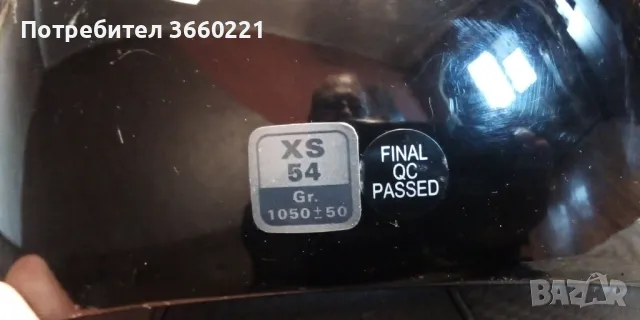 Потребител 3660221
XS
54
Gr.
1050±50
FINAL
QC
PASSED
BAZAR